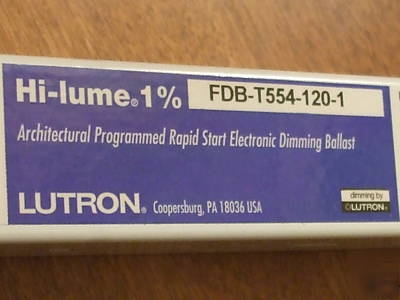 Hi-lume® 1% FDB-T554-120-1
Architectural Programmed Rapid Start Electronic Dimming Ballast
LUTRON® Coopersburg, PA 18036 USA
dimming by
LUTRON®